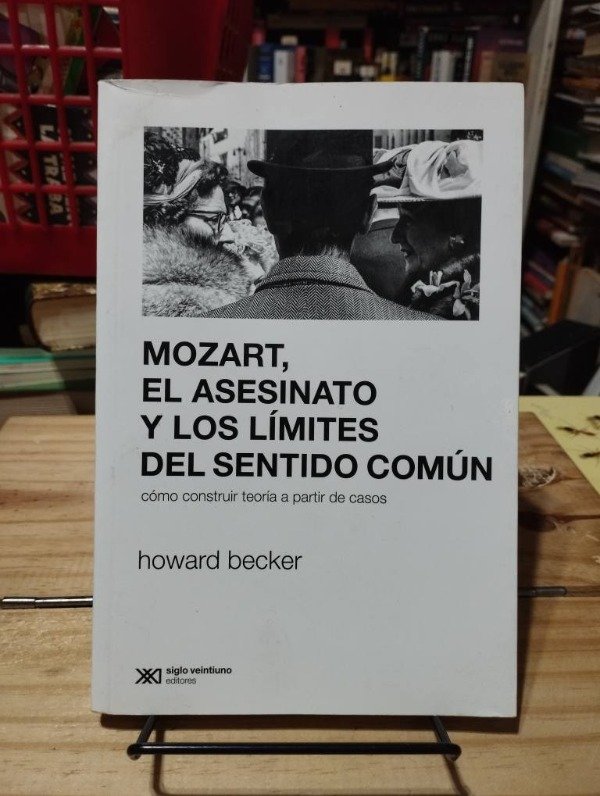 MOZART,
EL ASESINATO
Y LOS LÍMITES
DEL SENTIDO COMÚN
cómo construir teoría a partir de casos
howard becker
siglo veintiuno
editores